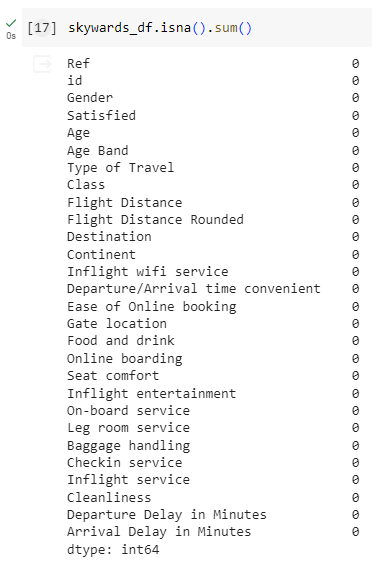 [17] skywards_df.isna().sum()
0s
Ref 0
id 0
Gender 0
Satisfied 0
Age 0
Age Band 0
Type of Travel 0
Class 0
Flight Distance 0
Flight Distance Rounded 0
Destination 0
Continent 0
Inflight wifi service 0
Departure/Arrival time convenient 0
Ease of Online booking 0
Gate location 0
Food and drink 0
Online boarding 0
Seat comfort 0
Inflight entertainment 0
On-board service 0
Leg room service 0
Baggage handling 0
Checkin service 0
Inflight service 0
Cleanliness 0
Departure Delay in Minutes 0
Arrival Delay in Minutes 0
dtype: int64